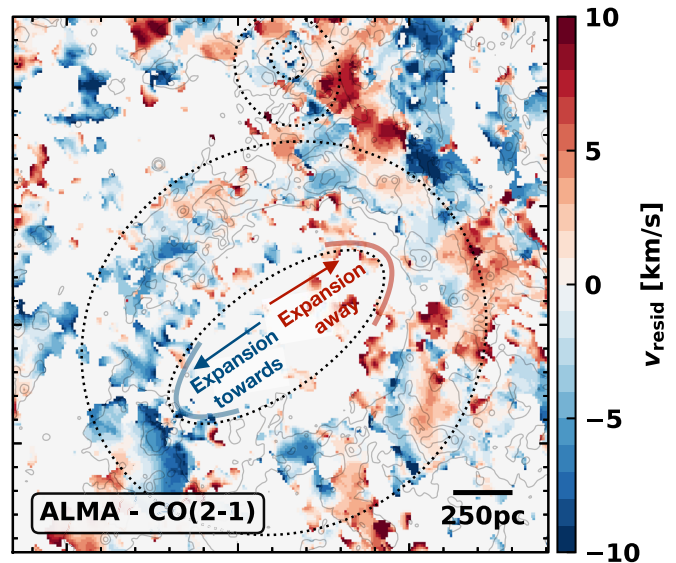 10
5
0
−5
−10
v_resid [km/s]
Expansion
away
Expansion
towards
ALMA - CO(2-1)
250pc